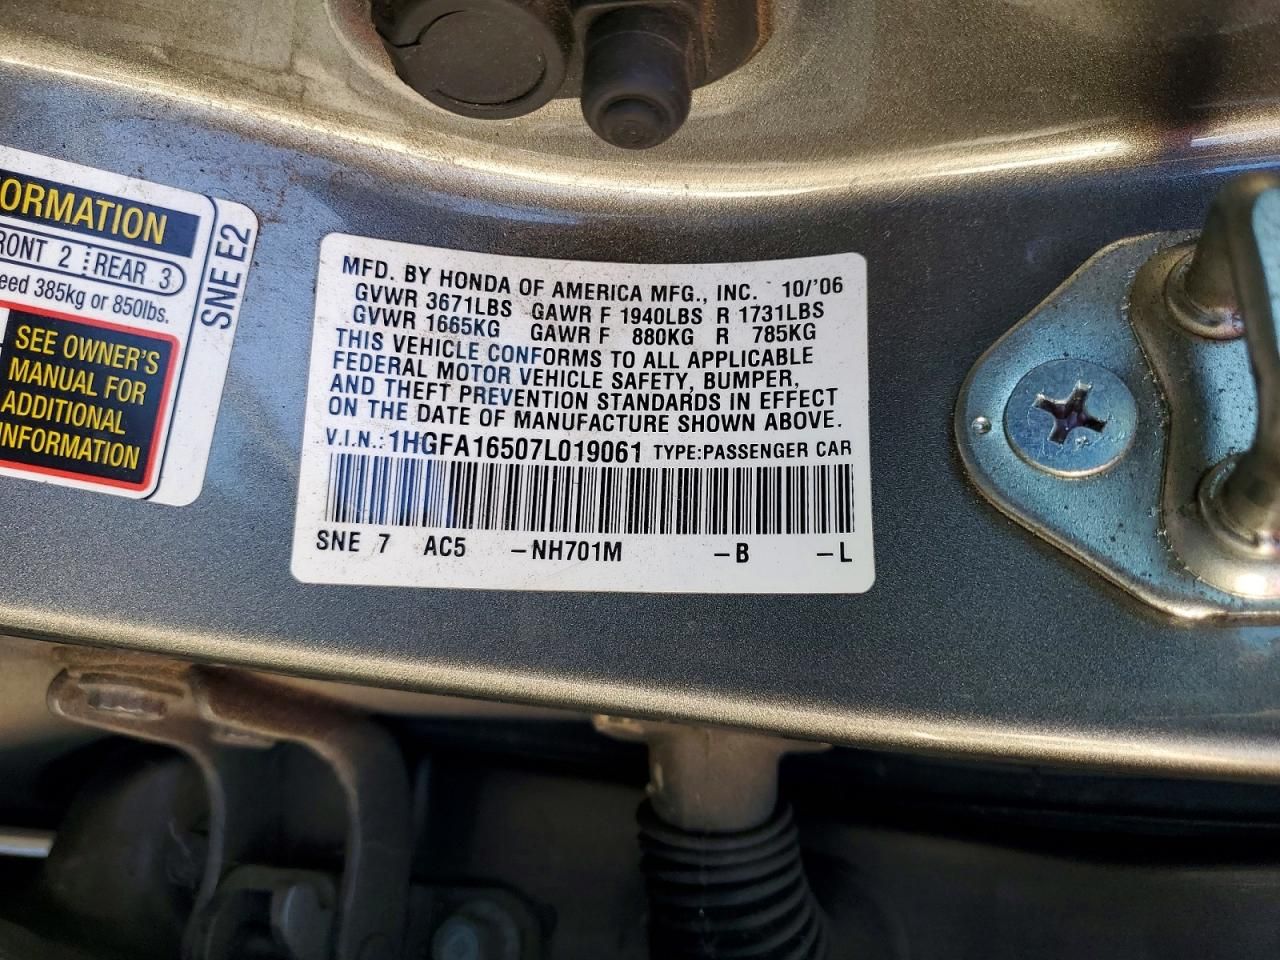 ORMATION
RONT 2 REAR 3
eed 385kg or 850lbs.
SEE OWNER'S
MANUAL FOR
ADDITIONAL
INFORMATION
SNE E2
MFD. BY HONDA OF AMERICA MFG., INC. 10/'06
GVWR 3671LBS GAWR F 1940LBS R 1731LBS
GVWR 1665KG GAWR F 880KG R 785KG
THIS VEHICLE CONFORMS TO ALL APPLICABLE
FEDERAL MOTOR VEHICLE SAFETY, BUMPER,
AND THEFT PREVENTION STANDARDS IN EFFECT
ON THE DATE OF MANUFACTURE SHOWN ABOVE.
V.I.N.: 1HGFA16507L019061 TYPE:PASSENGER CAR
SNE 7 AC5 -NH701M -B -L